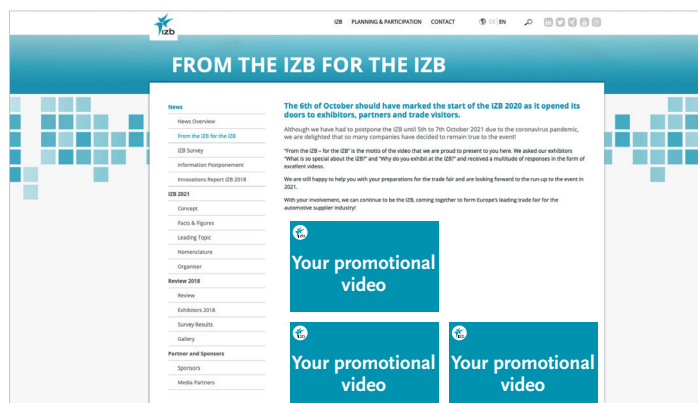 izb
IZB PLANNING & PARTICIPATION CONTACT DE | EN
FROM THE IZB FOR THE IZB
News
News Overview
From the IZB for the IZB
IZB Survey
Information Postponement
Innovations Report IZB 2018
IZB 2021
Concept
Facts & Figures
Leading Topic
Nomenclature
Organiser
Review 2018
Review
Exhibitors 2018
Survey Results
Gallery
Partner and Sponsors
Sponsors
Media Partners
The 6th of October should have marked the start of the IZB 2020 as it opened its
doors to exhibitors, partners and trade visitors.
Although we have had to postpone the IZB until 5th to 7th October 2021 due to the coronavirus pandemic,
we are delighted that so many companies have decided to remain true to the event!
"From the IZB – for the IZB" is the motto of the video that we are proud to present to you here. We asked our exhibitors
"What is so special about the IZB?" and "Why do you exhibit at the IZB?" and received a multitude of responses in the form of
excellent videos.
We are still happy to help you with your preparations for the trade fair and are looking forward to the run-up to the event in
2021.
With your involvement, we can continue to be the IZB, coming together to form Europe's leading trade fair for the
automotive supplier industry!
izb
Your promotional
video
izb
Your promotional
video
izb
Your promotional
video